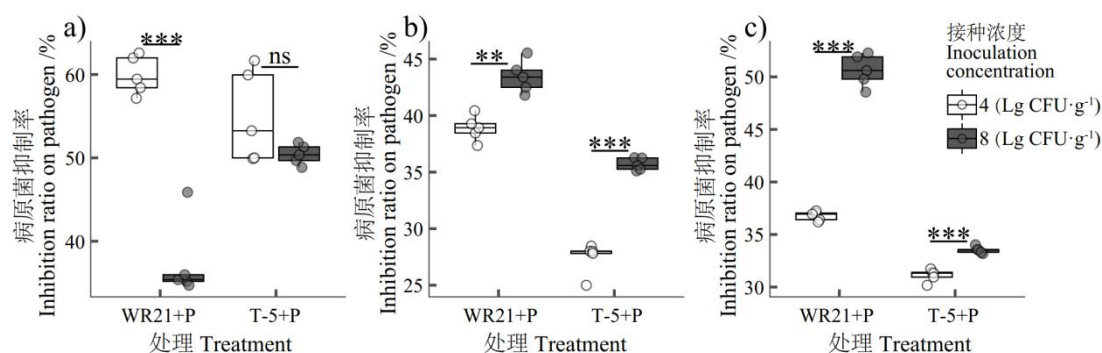 a)
病原菌抑制率
Inhibition ratio on pathogen /%
60
50
40
***
ns
WR21+P
T-5+P
处理 Treatment
b)
病原菌抑制率
Inhibition ratio on pathogen /%
45
40
35
30
25
**
***
WR21+P
T-5+P
处理 Treatment
c)
病原菌抑制率
Inhibition ratio on pathogen /%
50
45
40
35
30
***
***
WR21+P
T-5+P
处理 Treatment
接种浓度
Inoculation
concentration
4 (Lg CFU·g⁻¹)
8 (Lg CFU·g⁻¹)